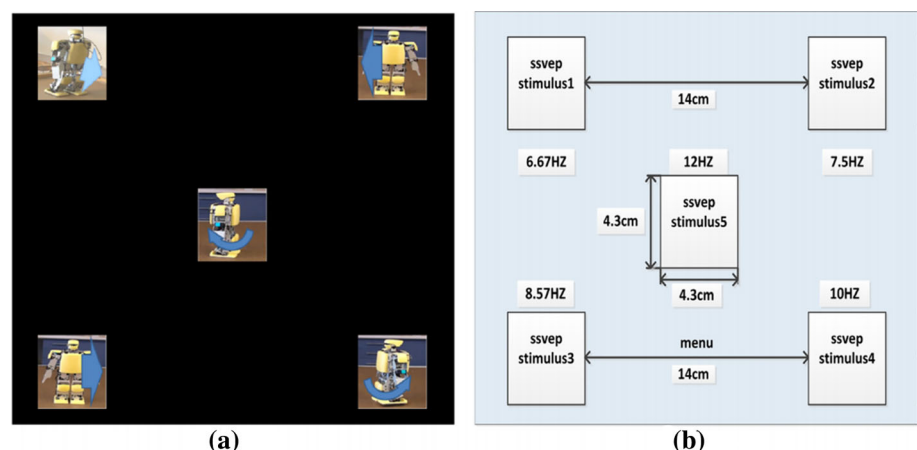 ssvep
stimulus1
ssvep
stimulus2
14cm
6.67HZ
12HZ
7.5HZ
ssvep
stimulus5
4.3cm
4.3cm
8.57HZ
10HZ
ssvep
stimulus3
menu
ssvep
stimulus4
14cm
(a)
(b)